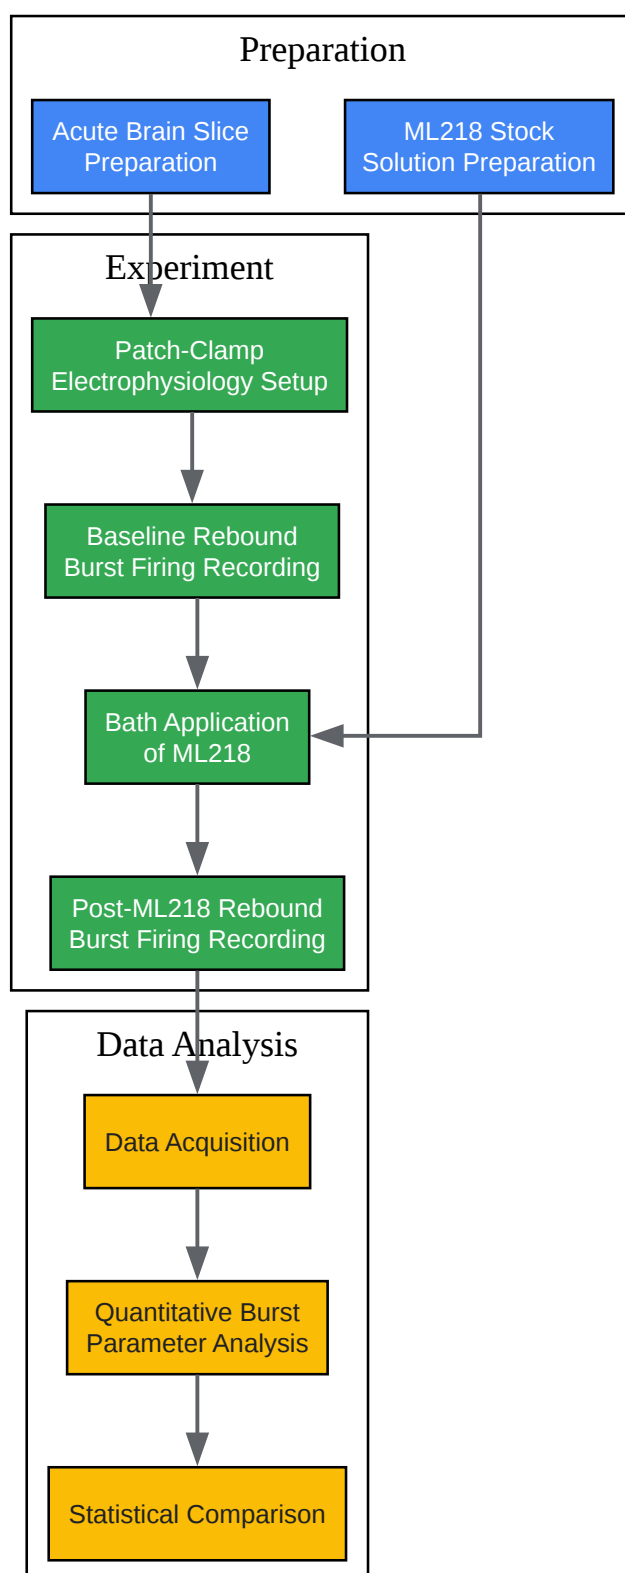 Preparation
Acute Brain Slice
Preparation
ML218 Stock
Solution Preparation
Experiment
Patch-Clamp
Electrophysiology Setup
Baseline Rebound
Burst Firing Recording
Bath Application
of ML218
Post-ML218 Rebound
Burst Firing Recording
Data Analysis
Data Acquisition
Quantitative Burst
Parameter Analysis
Statistical Comparison